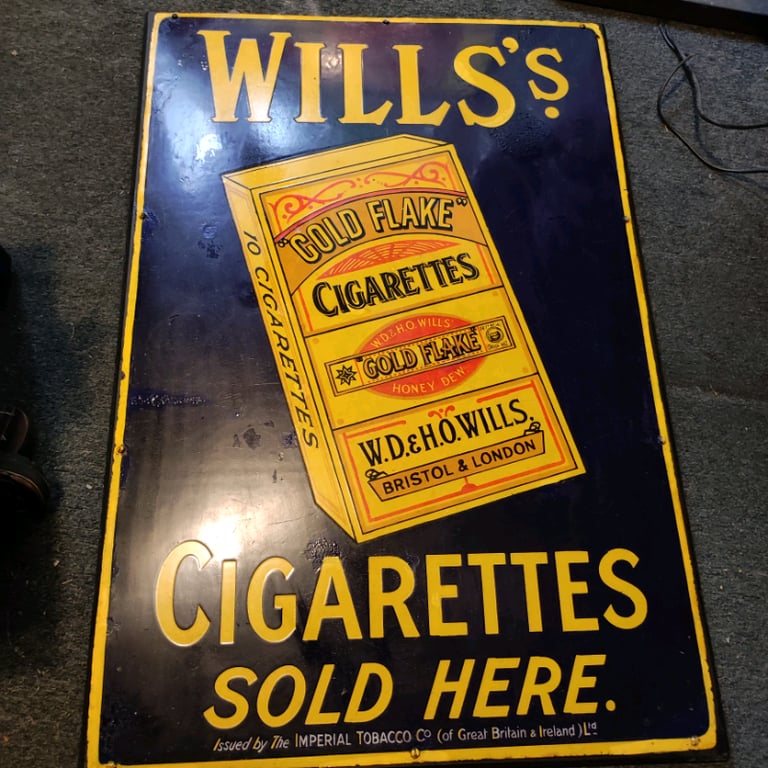 WILLS'S.
"GOLD FLAKE"
CIGARETTES
10 CIGARETTES
W.D.& H.O. WILLS'
"GOLD FLAKE"
HONEY DEW.
W.D.& H.O. WILLS.
BRISTOL & LONDON
CIGARETTES
SOLD HERE.
Issued by The IMPERIAL TOBACCO Co (of Great Britain & Ireland) Ltd